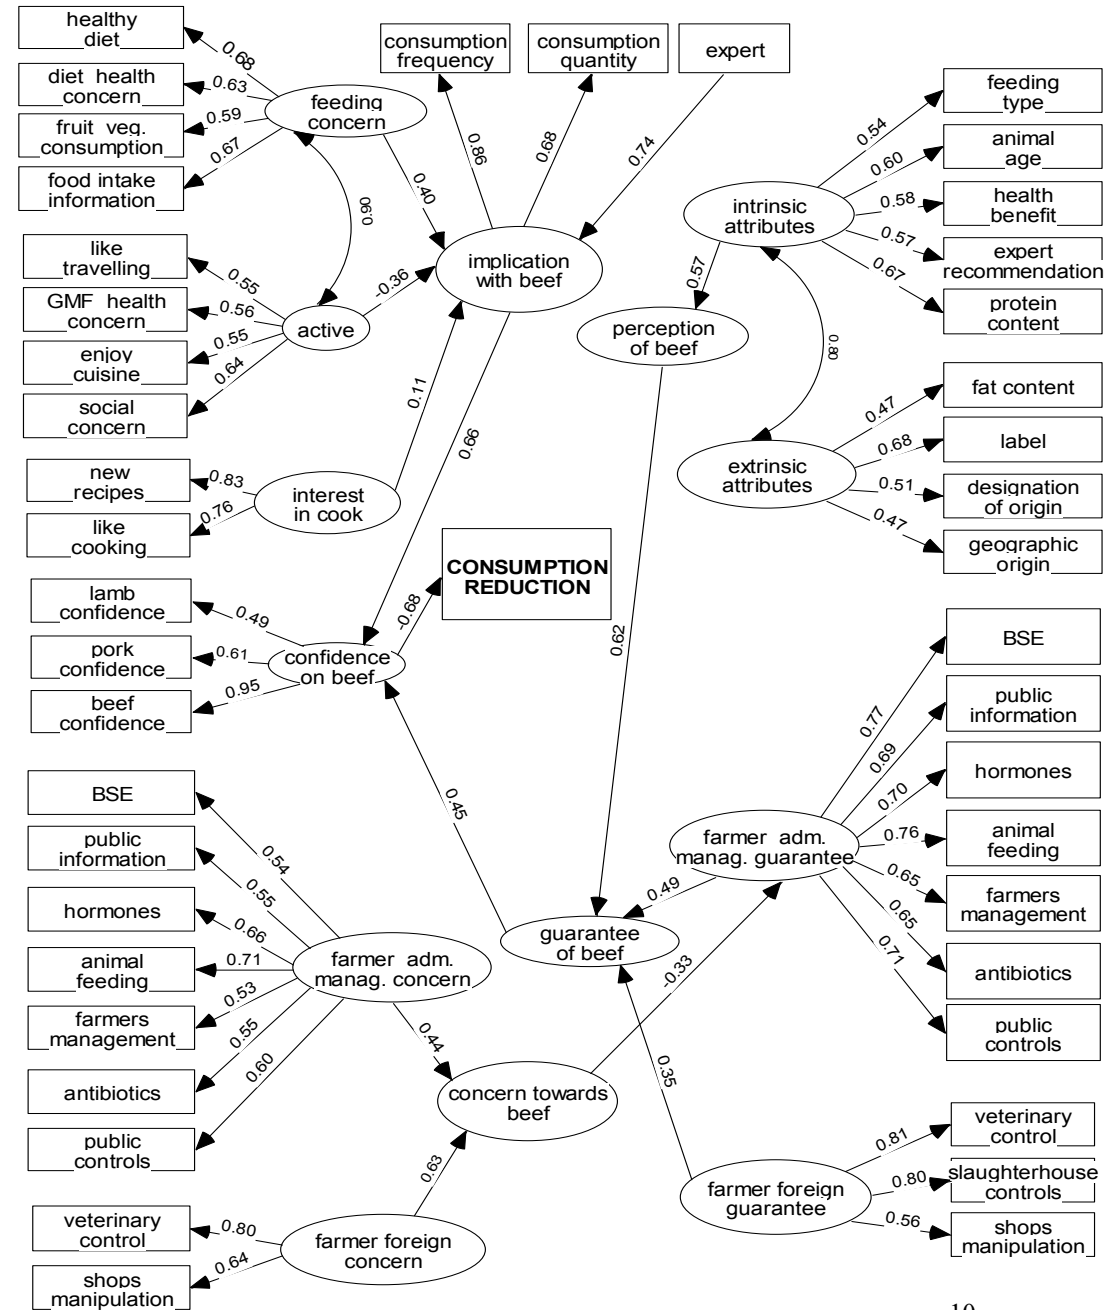 healthy
diet
0.68
diet health
concern
0.63
fruit veg.
consumption
0.59
food intake
information
0.67
feeding
concern
consumption
frequency
consumption
quantity
expert
0.86
0.68
0.74
0.40
0.90
like
travelling
0.55
GMF health
concern
0.56
enjoy
cuisine
0.55
social
concern
0.64
active
-0.36
implication
with beef
0.11
0.66
new
recipes
0.83
like
cooking
0.76
interest
in cook
feeding
type
0.54
animal
age
0.60
health
benefit
0.58
expert
recommendation
0.57
protein
content
0.67
intrinsic
attributes
0.57
perception
of beef
0.80
fat content
0.47
label
0.68
designation
of origin
0.51
geographic
origin
0.47
extrinsic
attributes
CONSUMPTION
REDUCTION
-0.68
0.62
lamb
confidence
0.49
pork
confidence
0.61
beef
confidence
0.95
confidence
on beef
0.45
BSE
0.77
public
information
0.69
hormones
0.70
animal
feeding
0.76
farmers
management
0.65
antibiotics
0.65
public
controls
0.71
farmer adm.
manag. guarantee
0.49
guarantee
of beef
-0.33
0.35
BSE
0.54
public
information
0.55
hormones
0.66
animal
feeding
0.71
farmers
management
0.53
antibiotics
0.55
public
controls
0.60
farmer adm.
manag. concern
0.44
concern towards
beef
0.63
veterinary
control
0.80
shops
manipulation
0.64
farmer foreign
concern
farmer foreign
guarantee
veterinary
control
0.81
slaughterhouse
controls
0.80
shops
manipulation
0.56
10